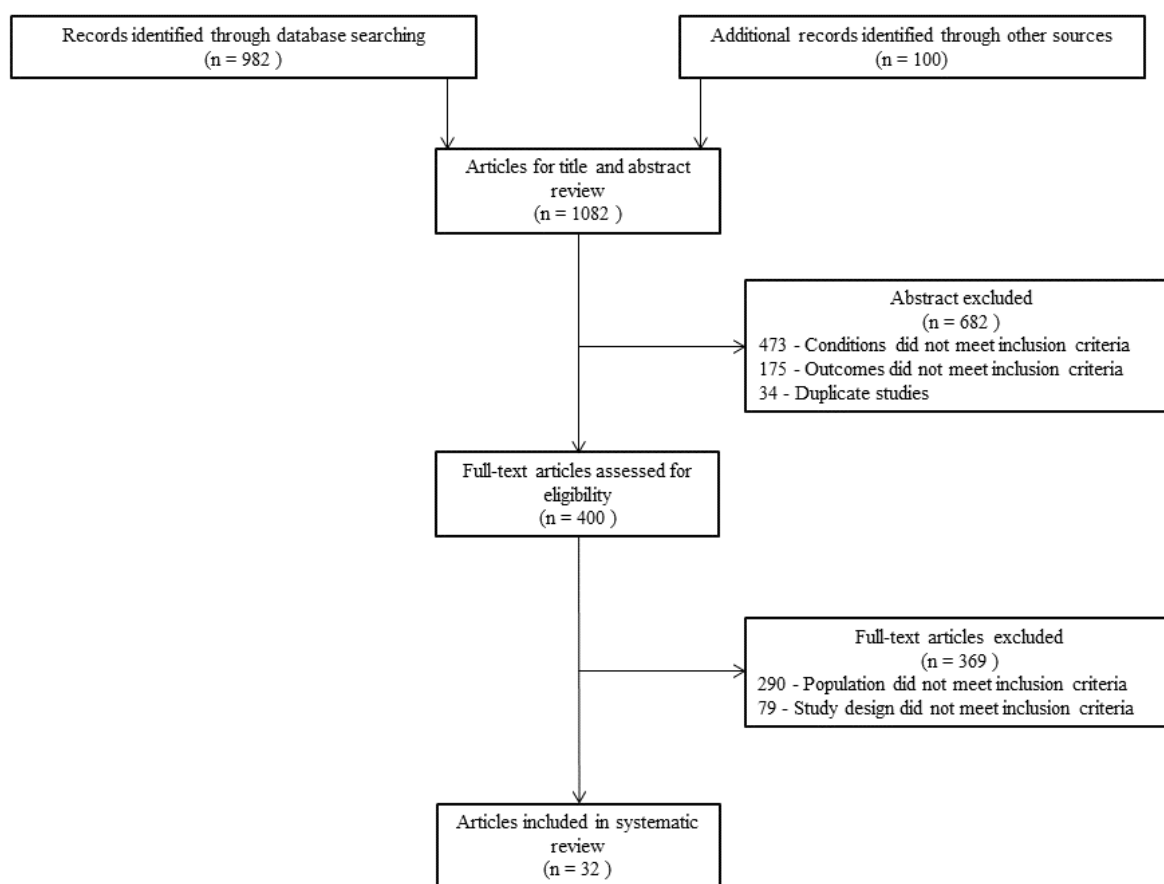 Records identified through database searching
(n = 982 )
Additional records identified through other sources
(n = 100)
Articles for title and abstract
review
(n = 1082 )
Abstract excluded
(n = 682 )
473 - Conditions did not meet inclusion criteria
175 - Outcomes did not meet inclusion criteria
34 - Duplicate studies
Full-text articles assessed for
eligibility
(n = 400 )
Full-text articles excluded
(n = 369 )
290 - Population did not meet inclusion criteria
79 - Study design did not meet inclusion criteria
Articles included in systematic
review
(n = 32 )